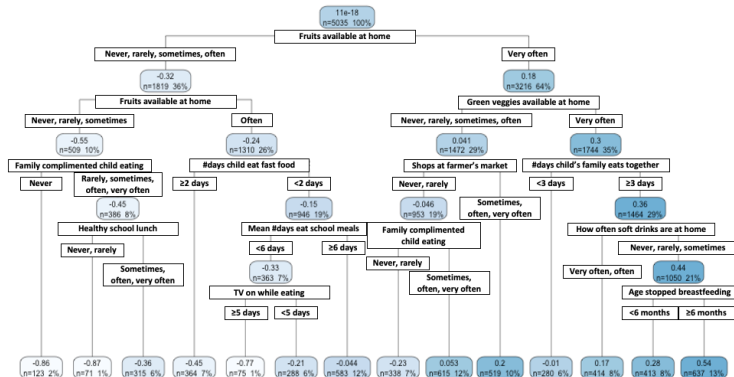 11e-18
n=5035 100%
Fruits available at home
Never, rarely, sometimes, often
Very often
-0.32
n=1819 36%
0.18
n=3216 64%
Fruits available at home
Green veggies available at home
Never, rarely, sometimes
Often
Never, rarely, sometimes, often
Very often
-0.55
n=509 10%
-0.24
n=1310 26%
0.041
n=1472 29%
0.3
n=1744 35%
Family complimented child eating
#days child eat fast food
Shops at farmer's market
#days child's family eats together
Never
Rarely, sometimes,
often, very often
≥2 days
<2 days
Never, rarely
Sometimes,
often, very often
<3 days
≥3 days
-0.45
n=386 8%
-0.15
n=946 19%
-0.046
n=953 19%
0.36
n=1464 29%
Healthy school lunch
Mean #days eat school meals
Family complimented
child eating
How often soft drinks are at home
Never, rarely
Sometimes,
often, very often
<6 days
≥6 days
Never, rarely
Sometimes,
often, very often
Very often, often
Never, rarely, sometimes
-0.33
n=363 7%
0.44
n=1050 21%
TV on while eating
Age stopped breastfeeding
≥5 days
<5 days
<6 months
≥6 months
-0.86
n=123 2%
-0.87
n=71 1%
-0.36
n=315 6%
-0.45
n=364 7%
-0.77
n=75 1%
-0.21
n=288 6%
-0.044
n=583 12%
-0.23
n=338 7%
0.053
n=615 12%
0.2
n=519 10%
-0.01
n=280 6%
0.17
n=414 8%
0.28
n=413 8%
0.54
n=637 13%